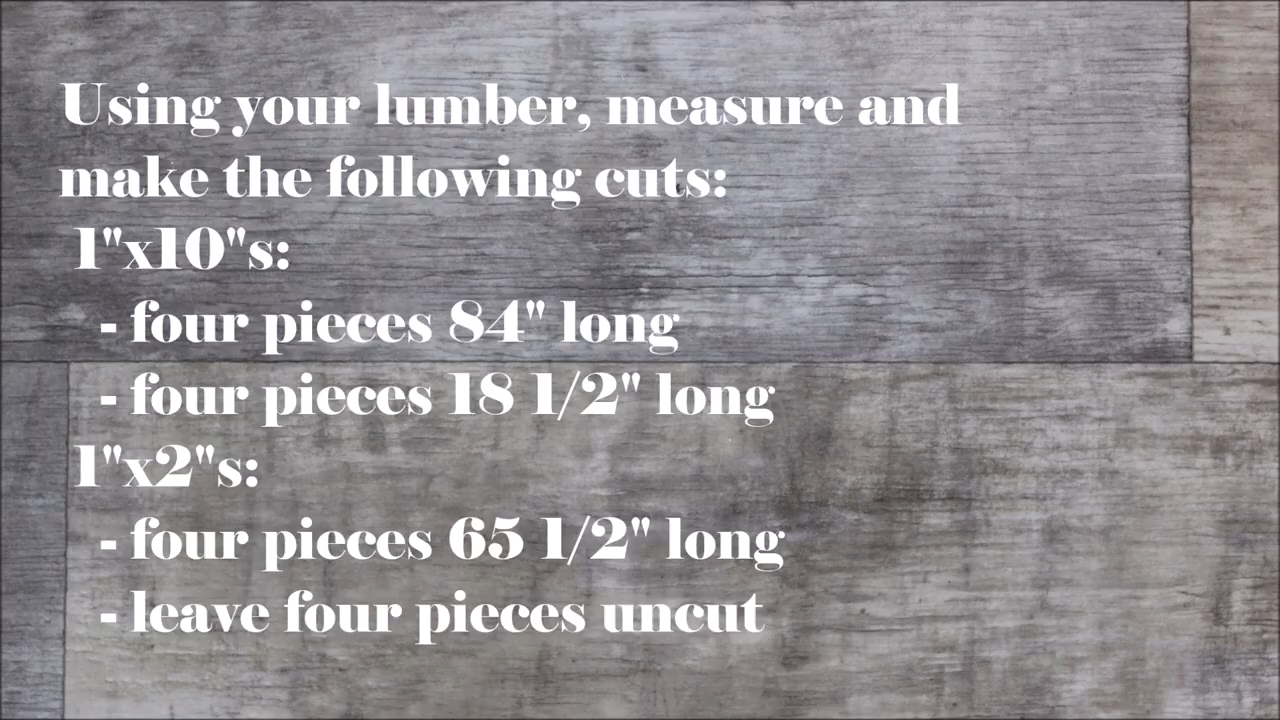 Using your lumber, measure and
make the following cuts:
1"x10"s:
- four pieces 84" long
- four pieces 18 1/2" long
1"x2"s:
- four pieces 65 1/2" long
- leave four pieces uncut